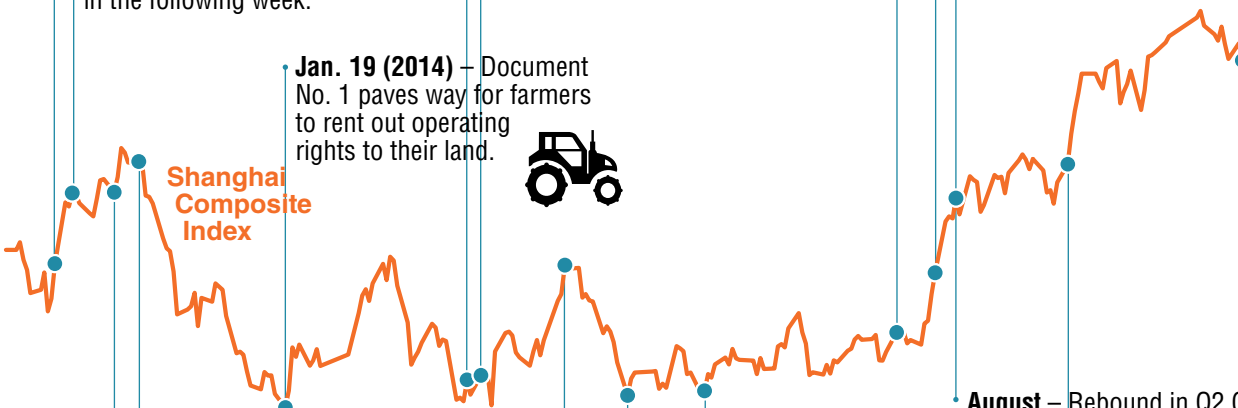 in the following week.
Jan. 19 (2014) – Document
No. 1 paves way for farmers
to rent out operating
rights to their land.
Shanghai
Composite
Index
August – Rebound in Q2